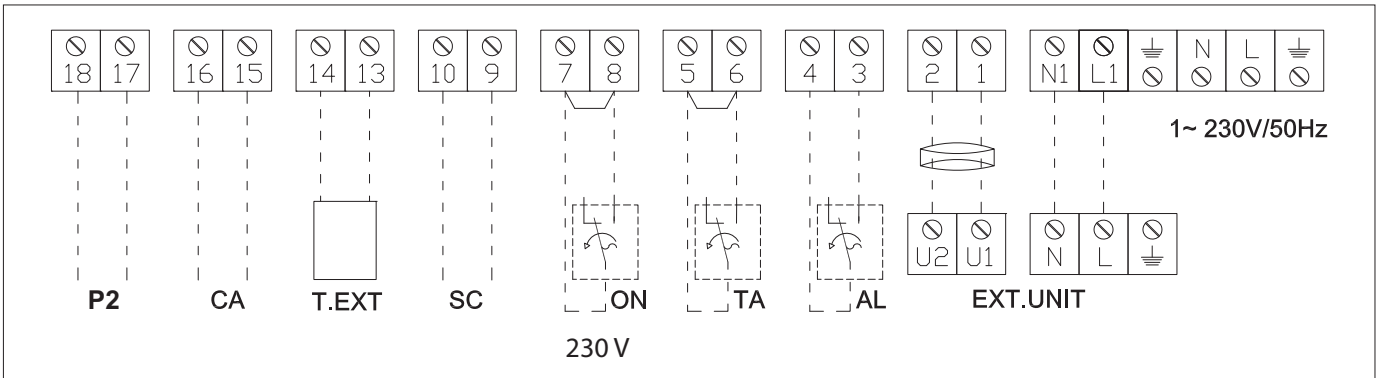 18 17 16 15 14 13 10 9 7 8 5 6 4 3 2 1 N1 L1 N L
1~ 230V/50Hz
U2 U1 N L
P2 CA T.EXT SC ON TA AL EXT.UNIT
230 V